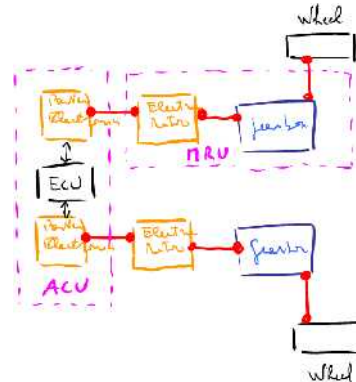 Wheel
Power
Electronics
Electric
Motor
gearbox
MRU
ECU
Power
Electronics
Electric
Motor
Gearbox
ACU
Wheel